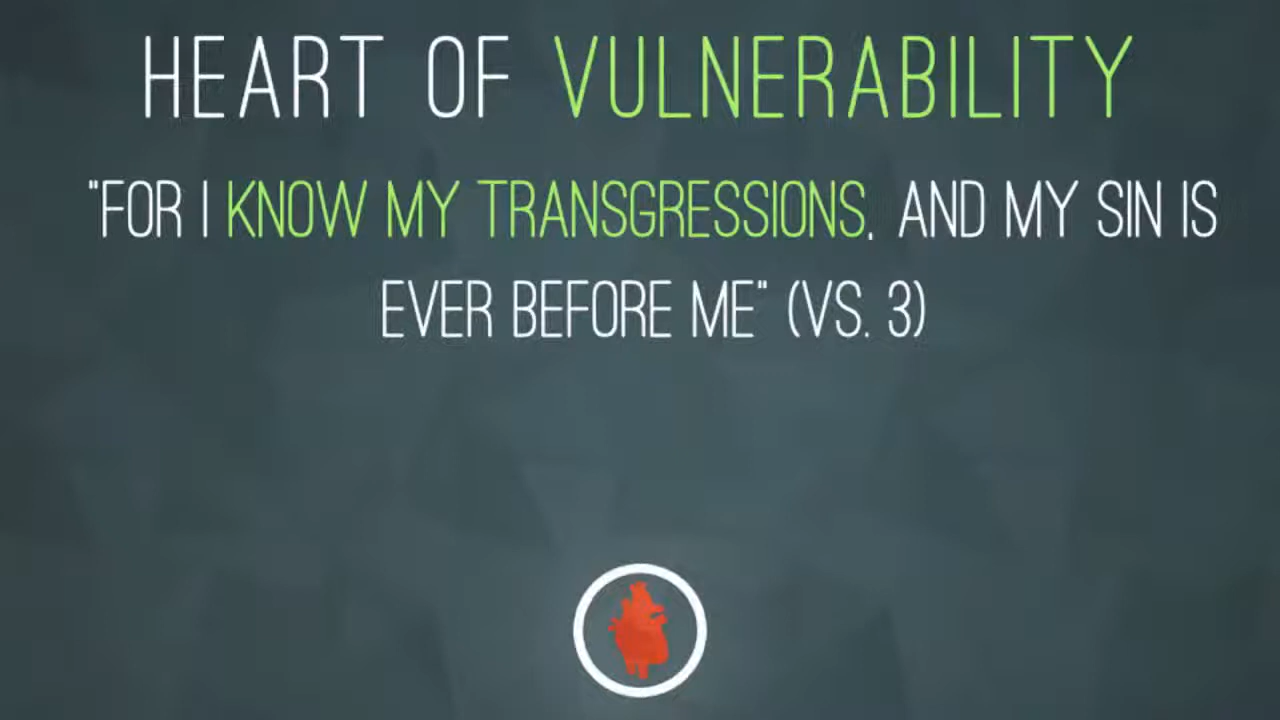 HEART OF VULNERABILITY
"FOR I KNOW MY TRANSGRESSIONS, AND MY SIN IS
EVER BEFORE ME" (VS. 3)